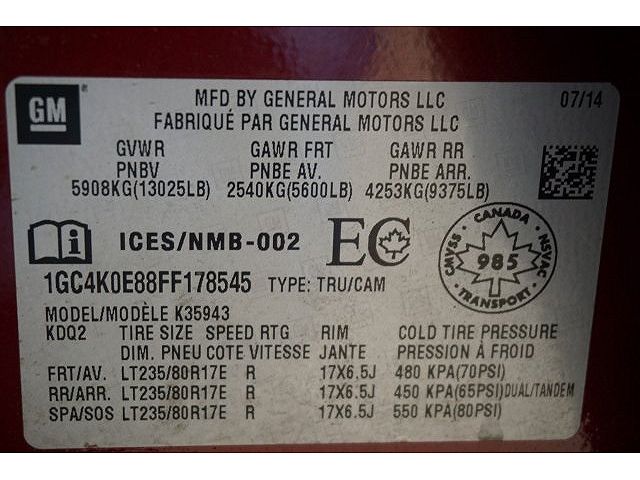 GM
MFD BY GENERAL MOTORS LLC 07/14
FABRIQUÉ PAR GENERAL MOTORS LLC
GVWR GAWR FRT GAWR RR
PNBV PNBE AV. PNBE ARR.
5908KG(13025LB) 2540KG(5600LB) 4253KG(9375LB)
i ICES/NMB-002 EC CANADA CMVSS 985 NSVAC TRANSPORT
1GC4K0E88FF178545 TYPE: TRU/CAM
MODEL/MODÈLE K35943
KDQ2 TIRE SIZE SPEED RTG RIM COLD TIRE PRESSURE
DIM. PNEU COTE VITESSE JANTE PRESSION À FROID
FRT/AV. LT235/80R17E R 17X6.5J 480 KPA(70PSI)
RR/ARR. LT235/80R17E R 17X6.5J 450 KPA(65PSI)DUAL/TANDEM
SPA/SOS LT235/80R17E R 17X6.5J 550 KPA(80PSI)